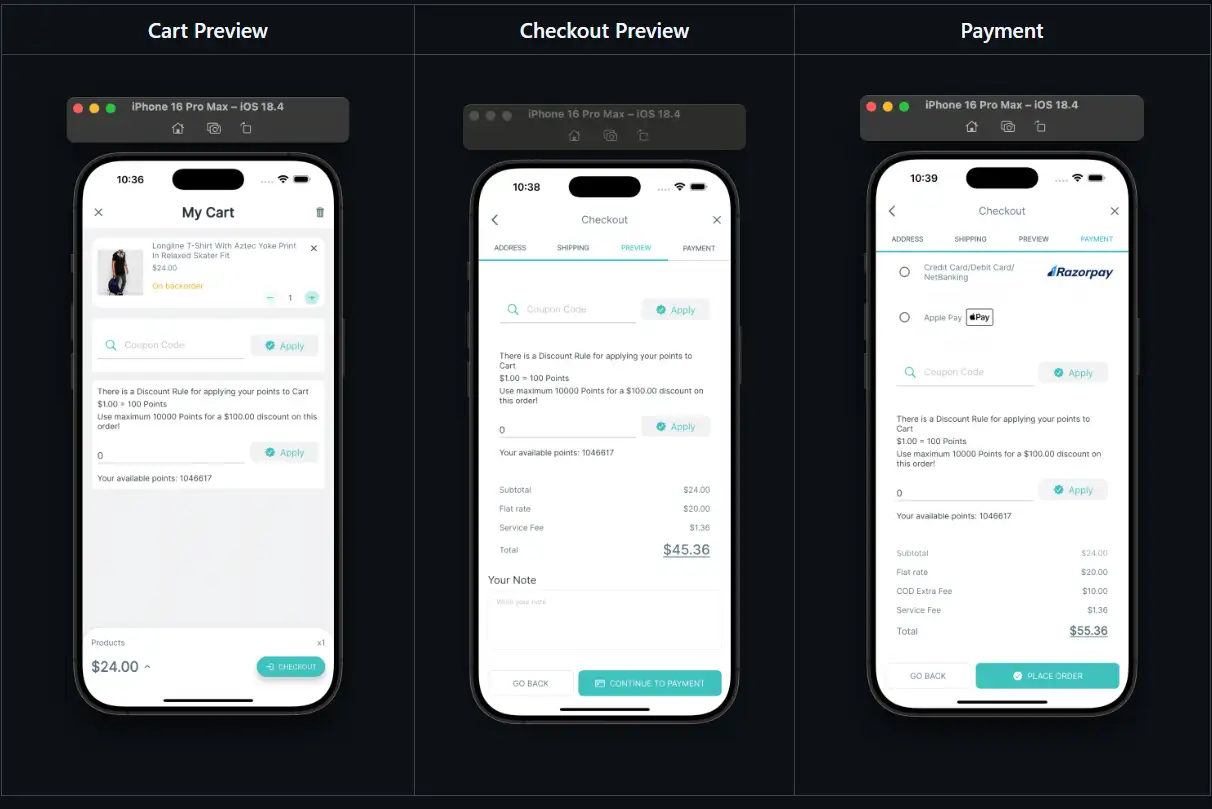 Cart Preview
Checkout Preview
Payment
iPhone 16 Pro Max – iOS 18.4
10:36
My Cart
Longline T-Shirt With Aztec Yoke Print
In Relaxed Skater Fit
$24.00
On backorder
1
Coupon Code
Apply
There is a Discount Rule for applying your points to Cart
$1.00 = 100 Points
Use maximum 10000 Points for a $100.00 discount on this
order!
0
Apply
Your available points: 1046617
Products
x1
$24.00
CHECKOUT
iPhone 16 Pro Max – iOS 18.4
10:38
Checkout
ADDRESS
SHIPPING
PREVIEW
PAYMENT
Coupon Code
Apply
There is a Discount Rule for applying your points to
Cart
$1.00 = 100 Points
Use maximum 10000 Points for a $100.00 discount on
this order!
0
Apply
Your available points: 1046617
Subtotal
$24.00
Flat rate
$20.00
Service Fee
$1.36
Total
$45.36
Your Note
Write your note
GO BACK
CONTINUE TO PAYMENT
iPhone 16 Pro Max – iOS 18.4
10:39
Checkout
ADDRESS
SHIPPING
PREVIEW
PAYMENT
Credit Card/Debit Card/
NetBanking
Razorpay
Apple Pay
Pay
Coupon Code
Apply
There is a Discount Rule for applying your points to
Cart
$1.00 = 100 Points
Use maximum 10000 Points for a $100.00 discount on
this order!
0
Apply
Your available points: 1046617
Subtotal
$24.00
Flat rate
$20.00
COD Extra Fee
$10.00
Service Fee
$1.36
Total
$55.36
GO BACK
PLACE ORDER